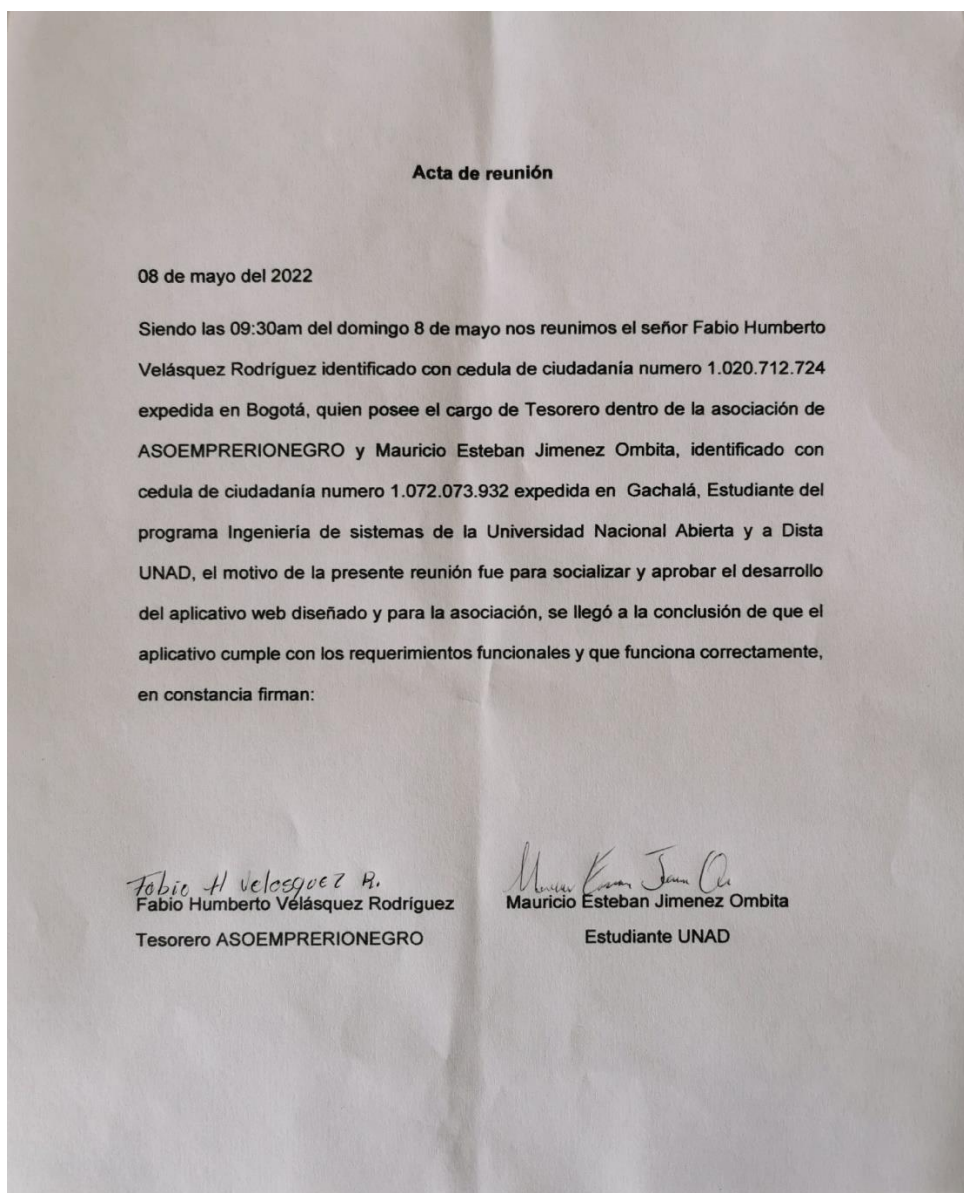 Acta de reunión
08 de mayo del 2022
Siendo las 09:30am del domingo 8 de mayo nos reunimos el señor Fabio Humberto
Velásquez Rodríguez identificado con cedula de ciudadanía numero 1.020.712.724
expedida en Bogotá, quien posee el cargo de Tesorero dentro de la asociación de
ASOEMPRERIONEGRO y Mauricio Esteban Jimenez Ombita, identificado con
cedula de ciudadanía numero 1.072.073.932 expedida en Gachalá, Estudiante del
programa Ingeniería de sistemas de la Universidad Nacional Abierta y a Dista
UNAD, el motivo de la presente reunión fue para socializar y aprobar el desarrollo
del aplicativo web diseñado y para la asociación, se llegó a la conclusión de que el
aplicativo cumple con los requerimientos funcionales y que funciona correctamente,
en constancia firman:
Fabio H Velasquez R.
Fabio Humberto Vélásquez Rodríguez
Tesorero ASOEMPRERIONEGRO
Mauricio Esteban Jimenez Ombita
Estudiante UNAD